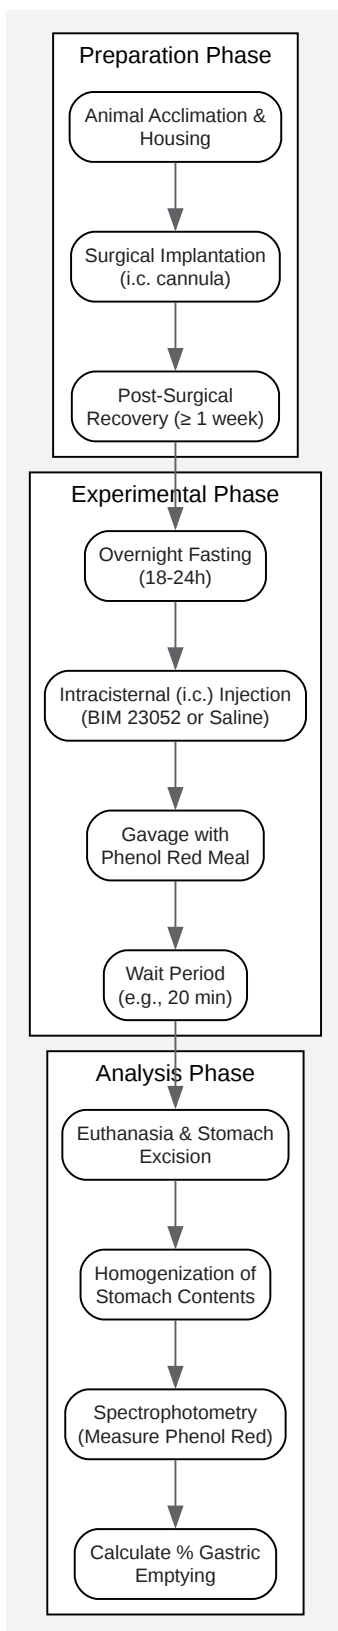 Preparation Phase
Animal Acclimation &
Housing
Surgical Implantation
(i.c. cannula)
Post-Surgical
Recovery (≥ 1 week)
Experimental Phase
Overnight Fasting
(18-24h)
Intracisternal (i.c.) Injection
(BIM 23052 or Saline)
Gavage with
Phenol Red Meal
Wait Period
(e.g., 20 min)
Analysis Phase
Euthanasia & Stomach
Excision
Homogenization of
Stomach Contents
Spectrophotometry
(Measure Phenol Red)
Calculate % Gastric
Emptying